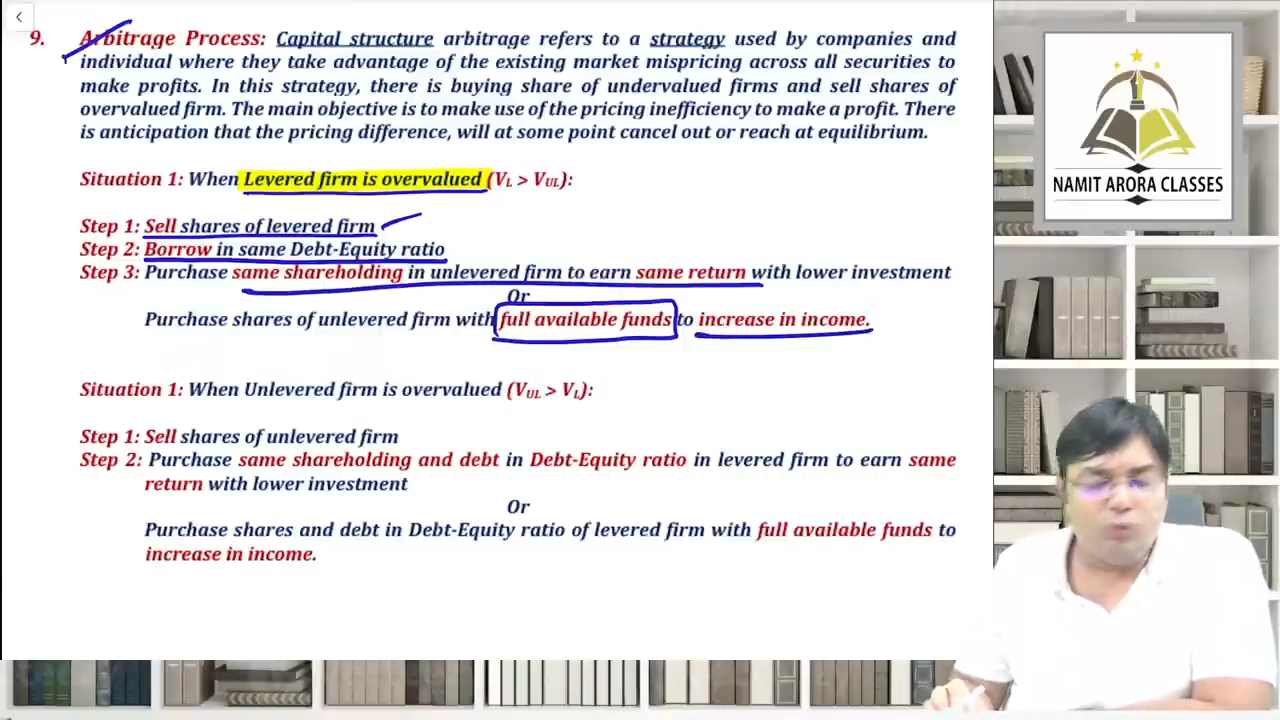 9. Arbitrage Process: Capital structure arbitrage refers to a strategy used by companies and
individual where they take advantage of the existing market mispricing across all securities to
make profits. In this strategy, there is buying share of undervalued firms and sell shares of
overvalued firm. The main objective is to make use of the pricing inefficiency to make a profit. There
is anticipation that the pricing difference, will at some point cancel out or reach at equilibrium.
Situation 1: When Levered firm is overvalued (VL > VUL):
Step 1: Sell shares of levered firm
Step 2: Borrow in same Debt-Equity ratio
Step 3: Purchase same shareholding in unlevered firm to earn same return with lower investment
Or
Purchase shares of unlevered firm with full available funds to increase in income.
Situation 1: When Unlevered firm is overvalued (VUL > VL):
Step 1: Sell shares of unlevered firm
Step 2: Purchase same shareholding and debt in Debt-Equity ratio in levered firm to earn same
return with lower investment
Or
Purchase shares and debt in Debt-Equity ratio of levered firm with full available funds to
increase in income.
NAMIT ARORA CLASSES